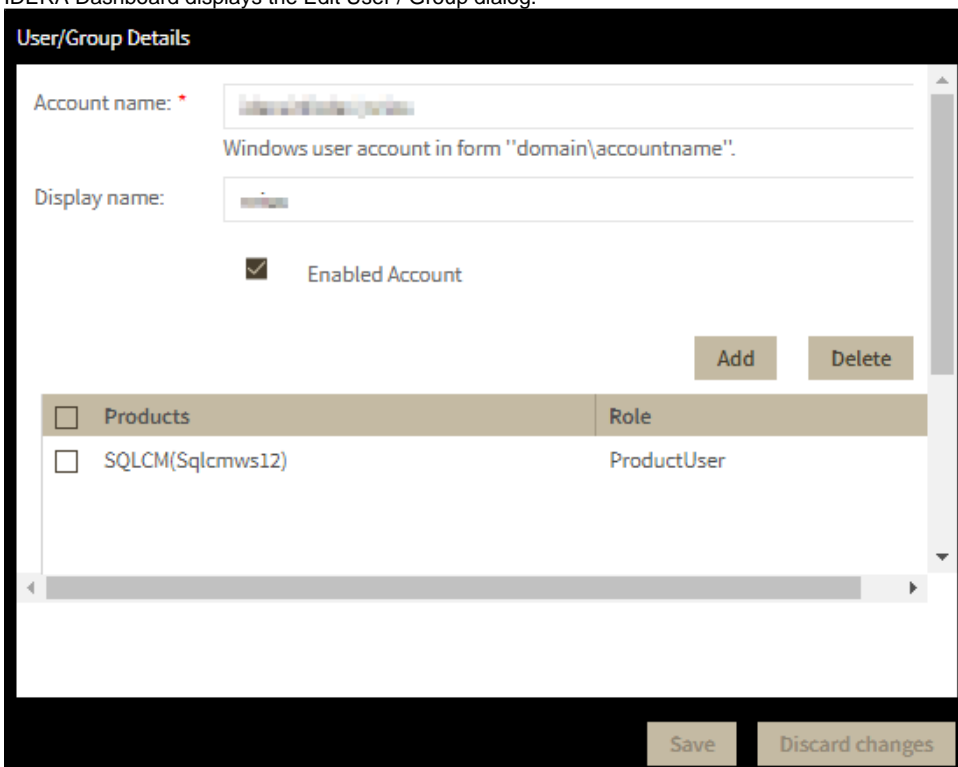 IDERA Dashboard displays the Edit User / Group dialog.
User/Group Details
Account name: *
Windows user account in form "domain\accountname".
Display name:
Enabled Account
Add Delete
Products Role
SQLCM(Sqlcmws12) ProductUser
Save Discard changes